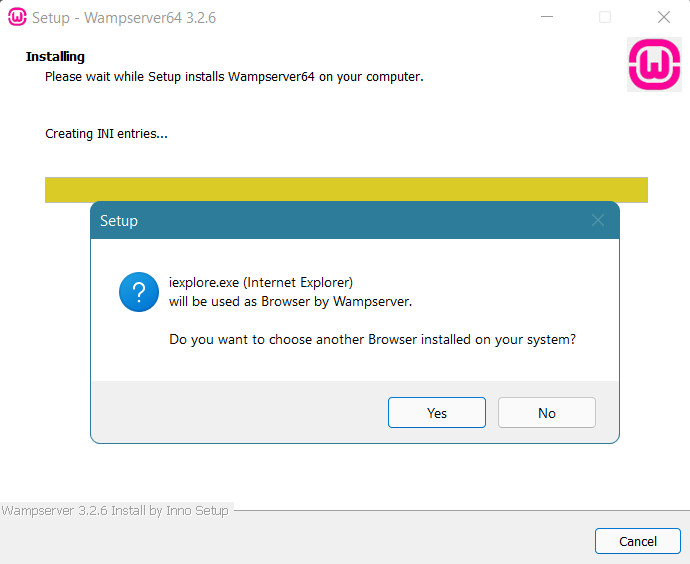 Setup - Wampserver64 3.2.6
Installing
Please wait while Setup installs Wampserver64 on your computer.
Creating INI entries...
Setup
iexplore.exe (Internet Explorer)
will be used as Browser by Wampserver.
Do you want to choose another Browser installed on your system?
Yes
No
Wampserver 3.2.6 Install by Inno Setup
Cancel